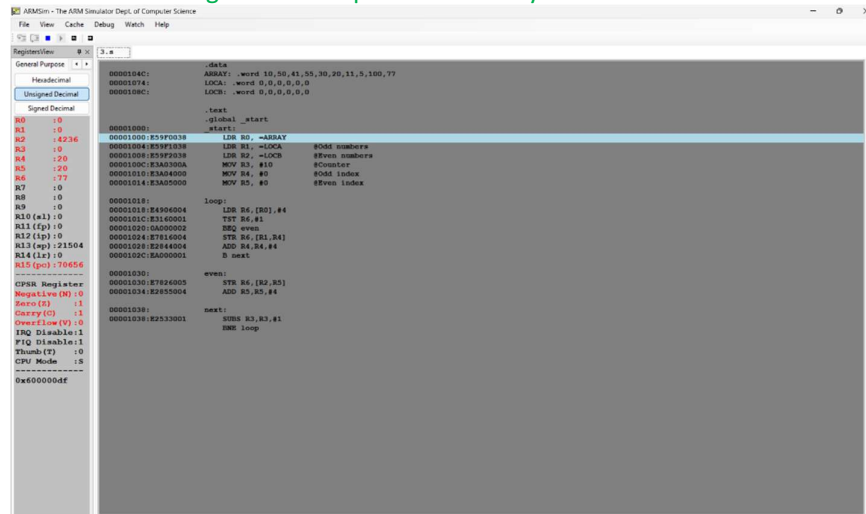 ARMSim - The ARM Simulator Dept. of Computer Science
File View Cache Debug Watch Help
RegistersView
3.s
General Purpose
Hexadecimal
Unsigned Decimal
Signed Decimal
R0 :0
R1 :0
R2 :4236
R3 :0
R4 :20
R5 :20
R6 :77
R7 :0
R8 :0
R9 :0
R10(sl):0
R11(fp):0
R12(ip):0
R13(sp):21504
R14(lr):0
R15(pc):70656
CPSR Register
Negative(N):0
Zero(Z) :1
Carry(C) :1
Overflow(V):0
IRQ Disable:1
FIQ Disable:1
Thumb(T) :0
CPU Mode :S
0x600000df
.data
0000104C: ARRAY: .word 10,50,41,55,30,20,11,5,100,77
00001074: LOCA: .word 0,0,0,0,0,0
0000108C: LOCB: .word 0,0,0,0,0,0
.text
.global _start
00001000: _start:
00001000:E59F0038 LDR R0, =ARRAY
00001004:E59F1038 LDR R1, =LOCA @Odd numbers
00001008:E59F2038 LDR R2, =LOCB @Even numbers
0000100C:E3A0300A MOV R3, #10 @Counter
00001010:E3A04000 MOV R4, #0 @Odd index
00001014:E3A05000 MOV R5, #0 @Even index
00001018: loop:
00001018:E4906004 LDR R6,[R0],#4
0000101C:E3160001 TST R6,#1
00001020:0A000002 BEQ even
00001024:E7816004 STR R6,[R1,R4]
00001028:E2844004 ADD R4,R4,#4
0000102C:EA000001 B next
00001030: even:
00001030:E7826005 STR R6,[R2,R5]
00001034:E2855004 ADD R5,R5,#4
00001038: next:
00001038:E2533001 SUBS R3,R3,#1
BNE loop